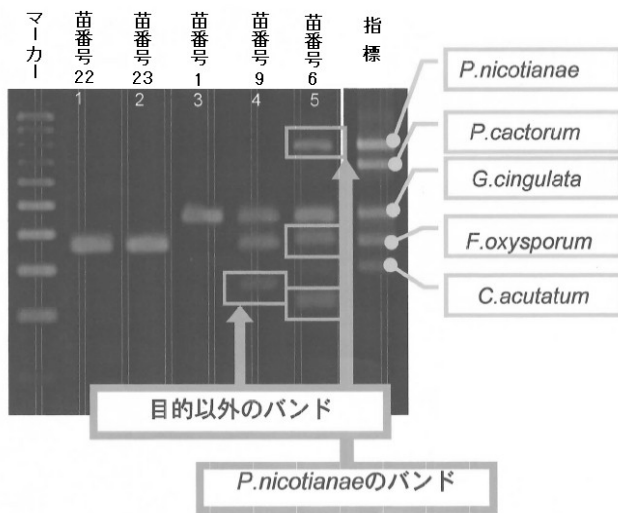 マーカー
苗番号22
苗番号23
苗番号1
苗番号9
苗番号6
指標
1
2
3
4
5
P.nicotianae
P.cactorum
G.cingulata
F.oxysporum
C.acutatum
目的以外のバンド
P.nicotianaeのバンド